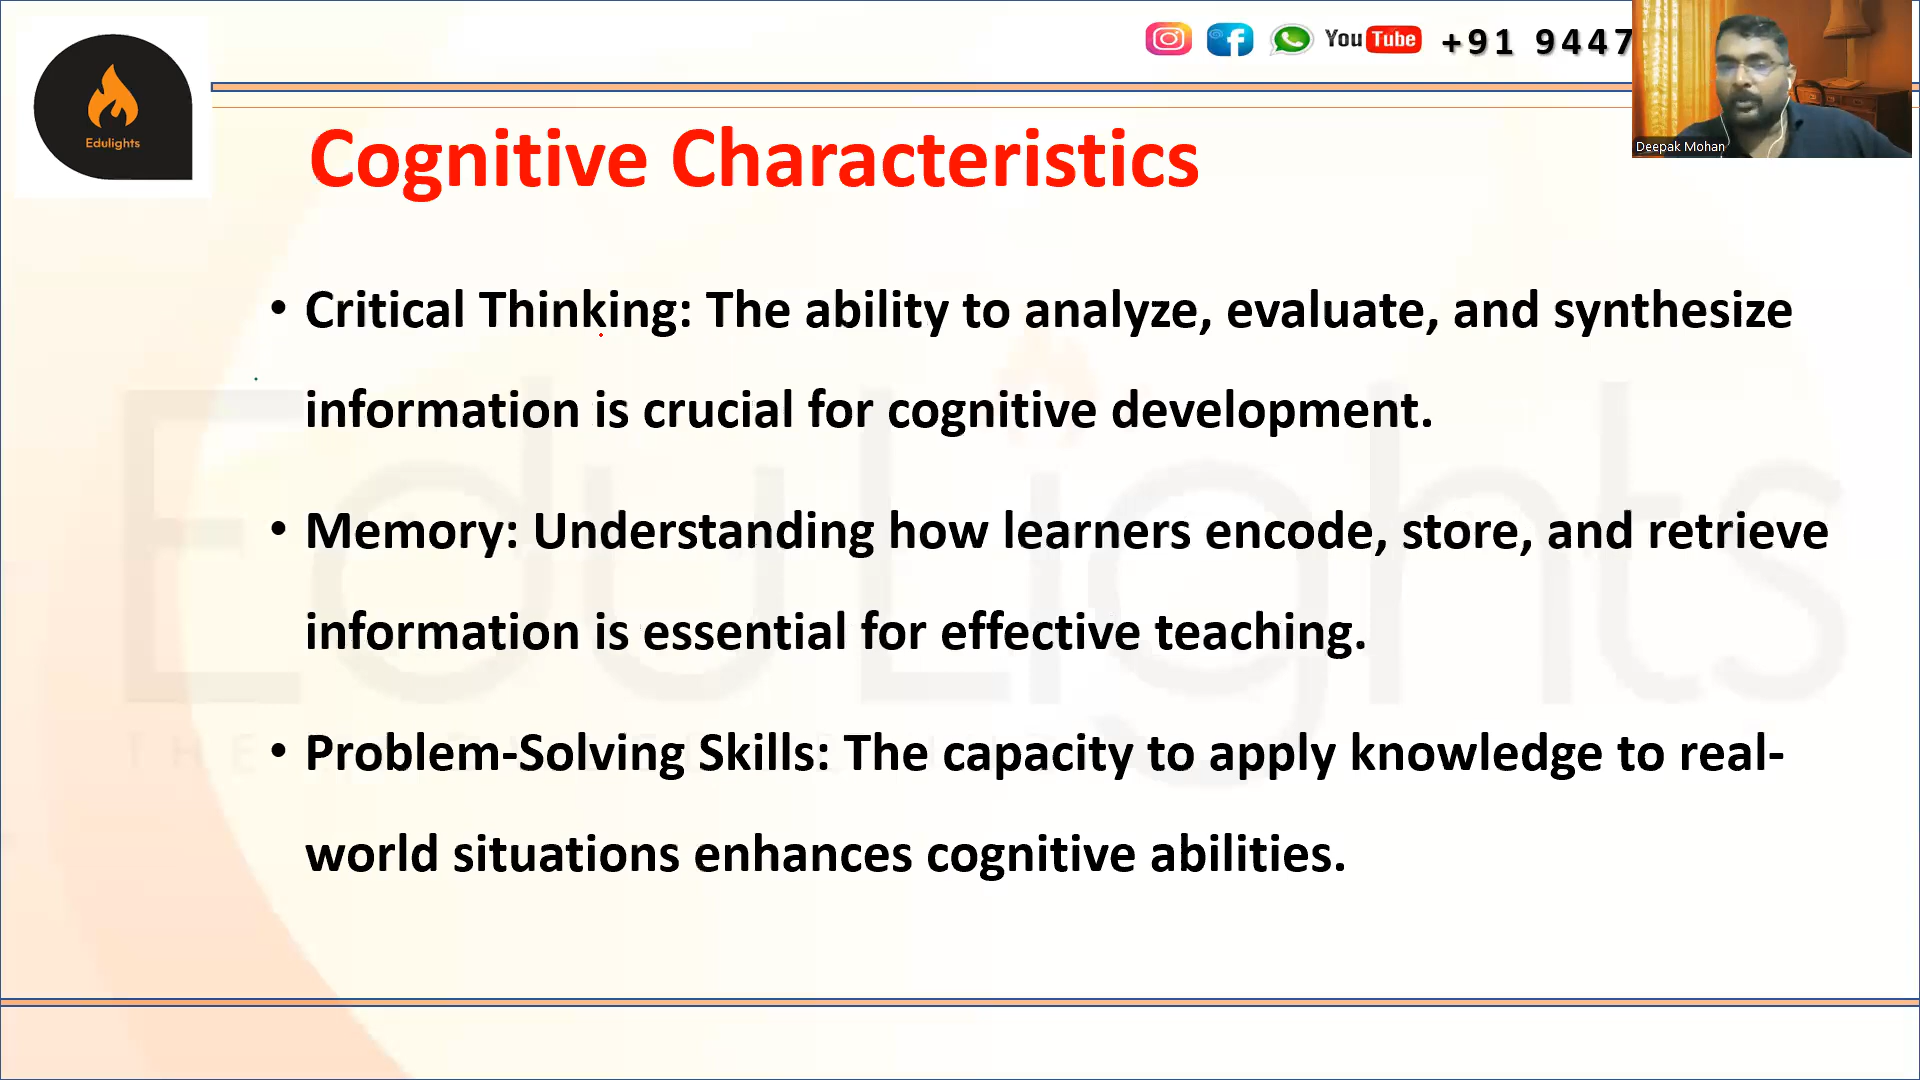 You Tube +91 9447
Edulights
Deepak Mohan
Cognitive Characteristics
• Critical Thinking: The ability to analyze, evaluate, and synthesize
information is crucial for cognitive development.
• Memory: Understanding how learners encode, store, and retrieve
information is essential for effective teaching.
• Problem-Solving Skills: The capacity to apply knowledge to real-
world situations enhances cognitive abilities.
EduLights
THE